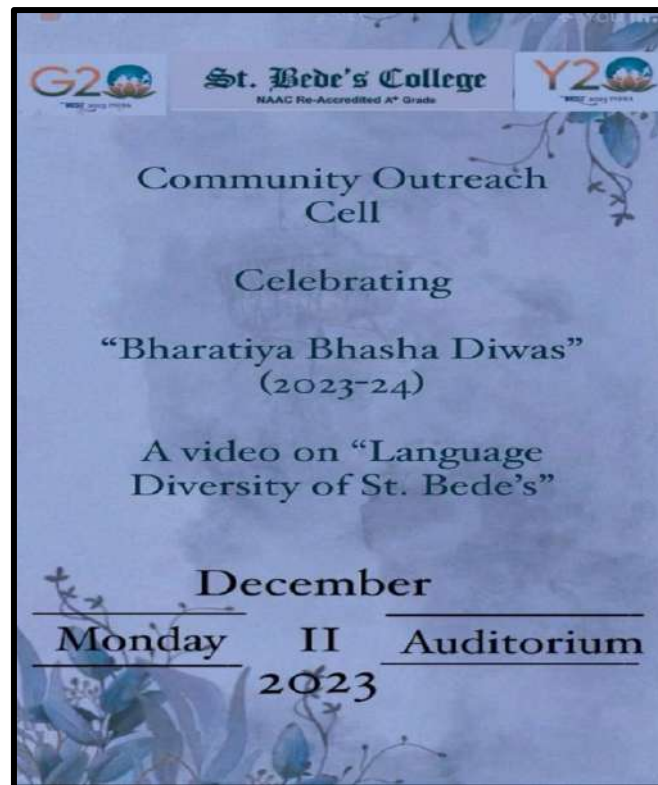 G20
St. Bede's College
Y20
NAAC Re-Accredited A+ Grade
Community Outreach
Cell
Celebrating
“Bharatiya Bhasha Diwas”
(2023-24)
A video on “Language
Diversity of St. Bede's”
December
Monday 11 Auditorium
2023